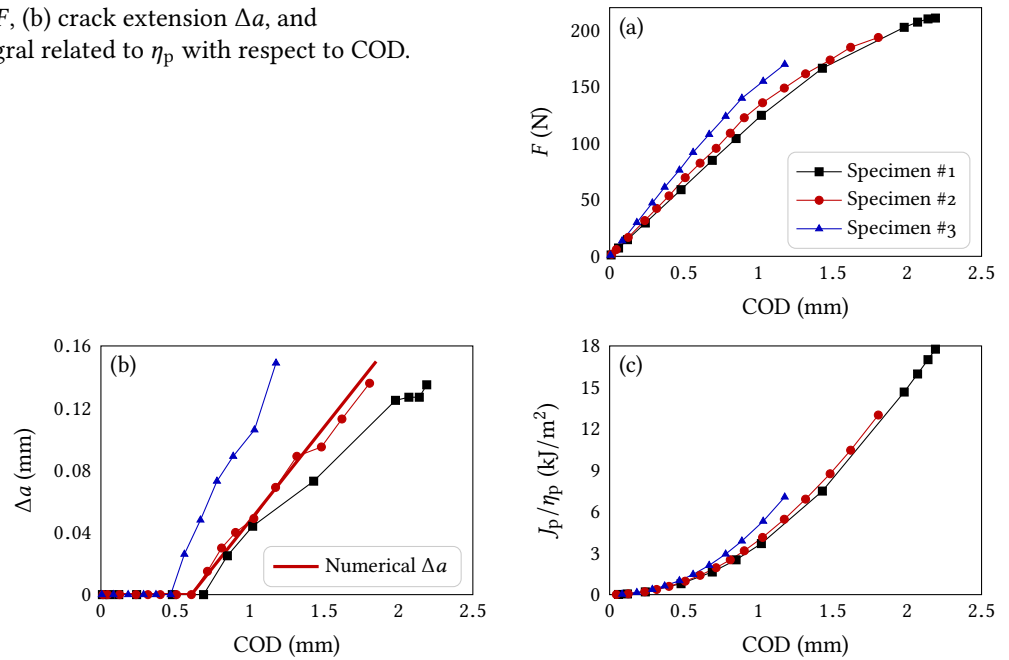 F, (b) crack extension Δa, and
gral related to ηp with respect to COD.
(a)
F (N)
200
150
100
50
0
0 0.5 1 1.5 2 2.5
COD (mm)
Specimen #1
Specimen #2
Specimen #3
(b)
Δa (mm)
0.16
0.12
0.08
0.04
0
0 0.5 1 1.5 2 2.5
COD (mm)
Numerical Δa
(c)
Jp/ηp (kJ/m²)
18
15
12
9
6
3
0
0 0.5 1 1.5 2 2.5
COD (mm)